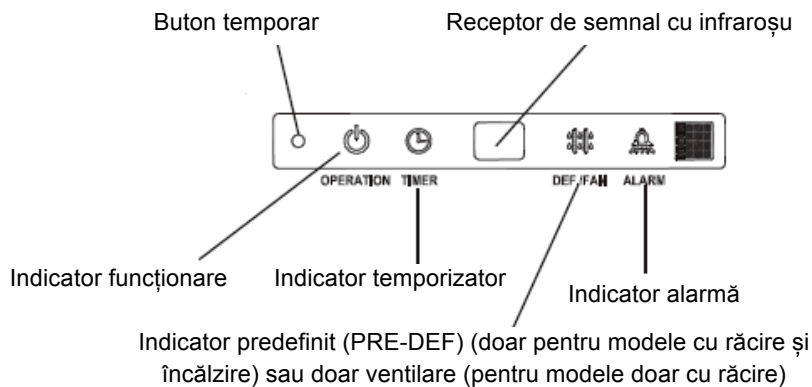 Buton temporar
Receptor de semnal cu infraroșu
OPERATION TIMER DEF./FAH ALARM
Indicator funcționare
Indicator temporizator
Indicator alarmă
Indicator predefinit (PRE-DEF) (doar pentru modele cu răcire și
încălzire) sau doar ventilare (pentru modele doar cu răcire)